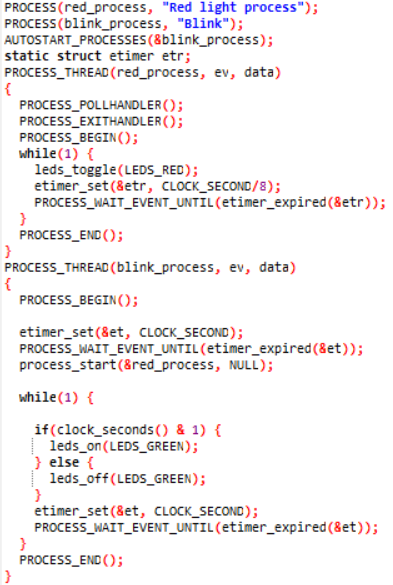 PROCESS(red_process, "Red light process");
PROCESS(blink_process, "Blink");
AUTOSTART_PROCESSES(&blink_process);
static struct etimer etr;
PROCESS_THREAD(red_process, ev, data)
{
  PROCESS_POLLHANDLER();
  PROCESS_EXITHANDLER();
  PROCESS_BEGIN();
  while(1) {
    leds_toggle(LEDS_RED);
    etimer_set(&etr, CLOCK_SECOND/8);
    PROCESS_WAIT_EVENT_UNTIL(etimer_expired(&etr));
  }
  PROCESS_END();
}
PROCESS_THREAD(blink_process, ev, data)
{
  PROCESS_BEGIN();

  etimer_set(&et, CLOCK_SECOND);
  PROCESS_WAIT_EVENT_UNTIL(etimer_expired(&et));
  process_start(&red_process, NULL);

  while(1) {

    if(clock_seconds() & 1) {
      leds_on(LEDS_GREEN);
    } else {
      leds_off(LEDS_GREEN);
    }
    etimer_set(&et, CLOCK_SECOND);
    PROCESS_WAIT_EVENT_UNTIL(etimer_expired(&et));
  }
  PROCESS_END();
}